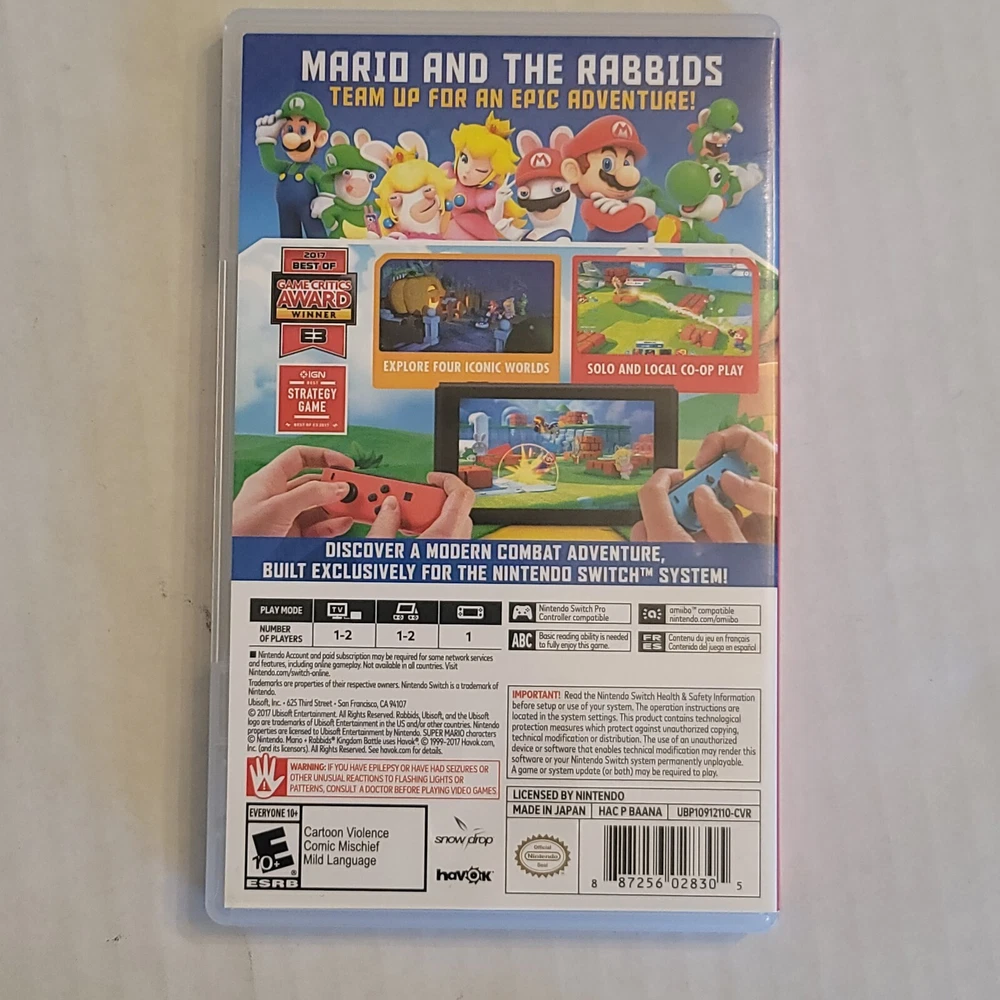 MARIO AND THE RABBIDS
TEAM UP FOR AN EPIC ADVENTURE!
L
M
M
2017
BEST OF
GAME CRITICS
AWARD
WINNER
E3
IGN
BEST
STRATEGY
GAME
BEST OF E3 2017
EXPLORE FOUR ICONIC WORLDS
SOLO AND LOCAL CO-OP PLAY
DISCOVER A MODERN COMBAT ADVENTURE,
BUILT EXCLUSIVELY FOR THE NINTENDO SWITCH™ SYSTEM!
PLAY MODE
TV
NUMBER
OF PLAYERS
1-2
1-2
1
Nintendo Switch Pro
Controller compatible
amiibo™ compatible
nintendo.com/amiibo
ABC
Basic reading ability is needed
to fully enjoy this game.
FR
ES
Contenu du jeu en français
Contenido del juego en español
■ Nintendo Account and paid subscription may be required for some network services
and features, including online gameplay. Not available in all countries. Visit
Nintendo.com/switch-online.
Trademarks are properties of their respective owners. Nintendo Switch is a trademark of
Nintendo.
Ubisoft, Inc. • 625 Third Street • San Francisco, CA 94107
© 2017 Ubisoft Entertainment. All Rights Reserved. Rabbids, Ubisoft, and the Ubisoft
logo are trademarks of Ubisoft Entertainment in the US and/or other countries. Nintendo
properties are licensed to Ubisoft Entertainment by Nintendo. SUPER MARIO characters
© Nintendo. Mario + Rabbids® Kingdom Battle uses Havok®. © 1999-2017 Havok.com,
Inc. (and its licensors). All Rights Reserved. See havok.com for details.
WARNING: IF YOU HAVE EPILEPSY OR HAVE HAD SEIZURES OR
OTHER UNUSUAL REACTIONS TO FLASHING LIGHTS OR
PATTERNS, CONSULT A DOCTOR BEFORE PLAYING VIDEO GAMES.
IMPORTANT! Read the Nintendo Switch Health & Safety Information
before setup or use of your system. The operation instructions are
located in the system settings. This product contains technological
protection measures which protect against unauthorized copying,
technical modification or distribution. The use of an unauthorized
device or software that enables technical modification may render this
software or your Nintendo Switch system permanently unplayable.
A game or system update (or both) may be required to play.
LICENSED BY NINTENDO
MADE IN JAPAN
HAC P BAANA
UBP10912110-CVR
EVERYONE 10+
E
10+
®
ESRB
Cartoon Violence
Comic Mischief
Mild Language
snowdrop
havok™
Official
Nintendo
Seal
8 87256 02830 5